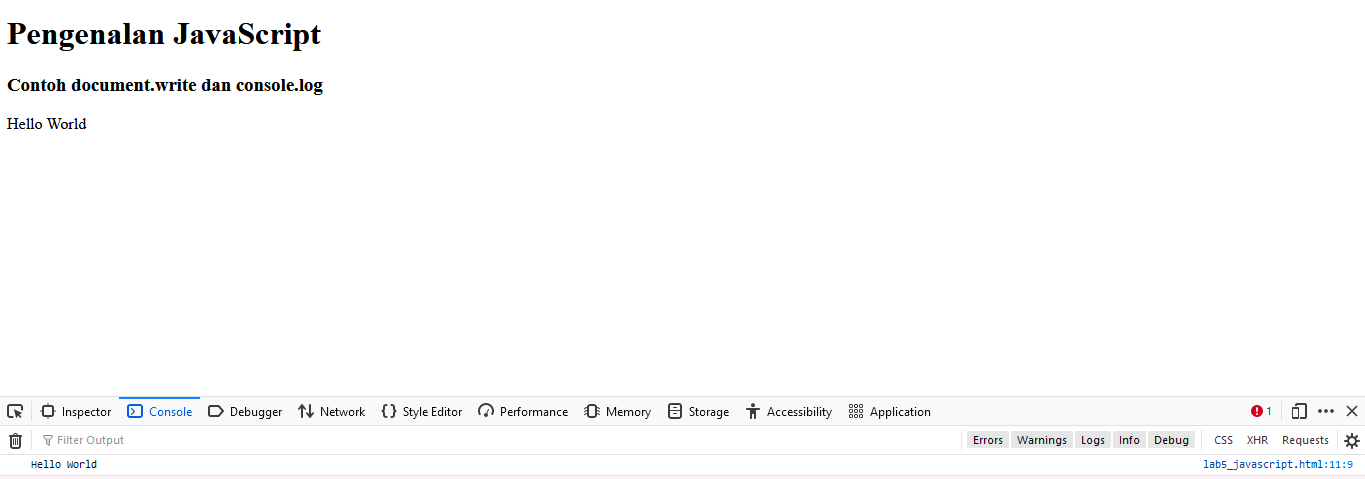 Pengenalan JavaScript
Contoh document.write dan console.log
Hello World
Inspector Console Debugger Network Style Editor Performance Memory Storage Accessibility Application 1
Filter Output Errors Warnings Logs Info Debug CSS XHR Requests
Hello World lab5_javascript.html:11:9